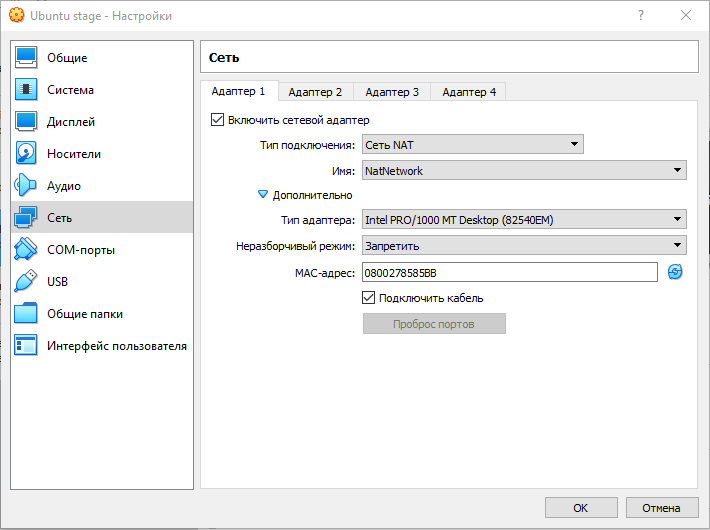 Ubuntu stage - Настройки
?
Общие
Система
Дисплей
Носители
Аудио
Сеть
COM-порты
USB
Общие папки
Интерфейс пользователя
Сеть
Адаптер 1 Адаптер 2 Адаптер 3 Адаптер 4
Включить сетевой адаптер
Тип подключения: Сеть NAT
Имя: NatNetwork
Дополнительно
Тип адаптера: Intel PRO/1000 MT Desktop (82540EM)
Неразборчивый режим: Запретить
MAC-адрес: 0800278585BB
Подключить кабель
Проброс портов
OK Отмена